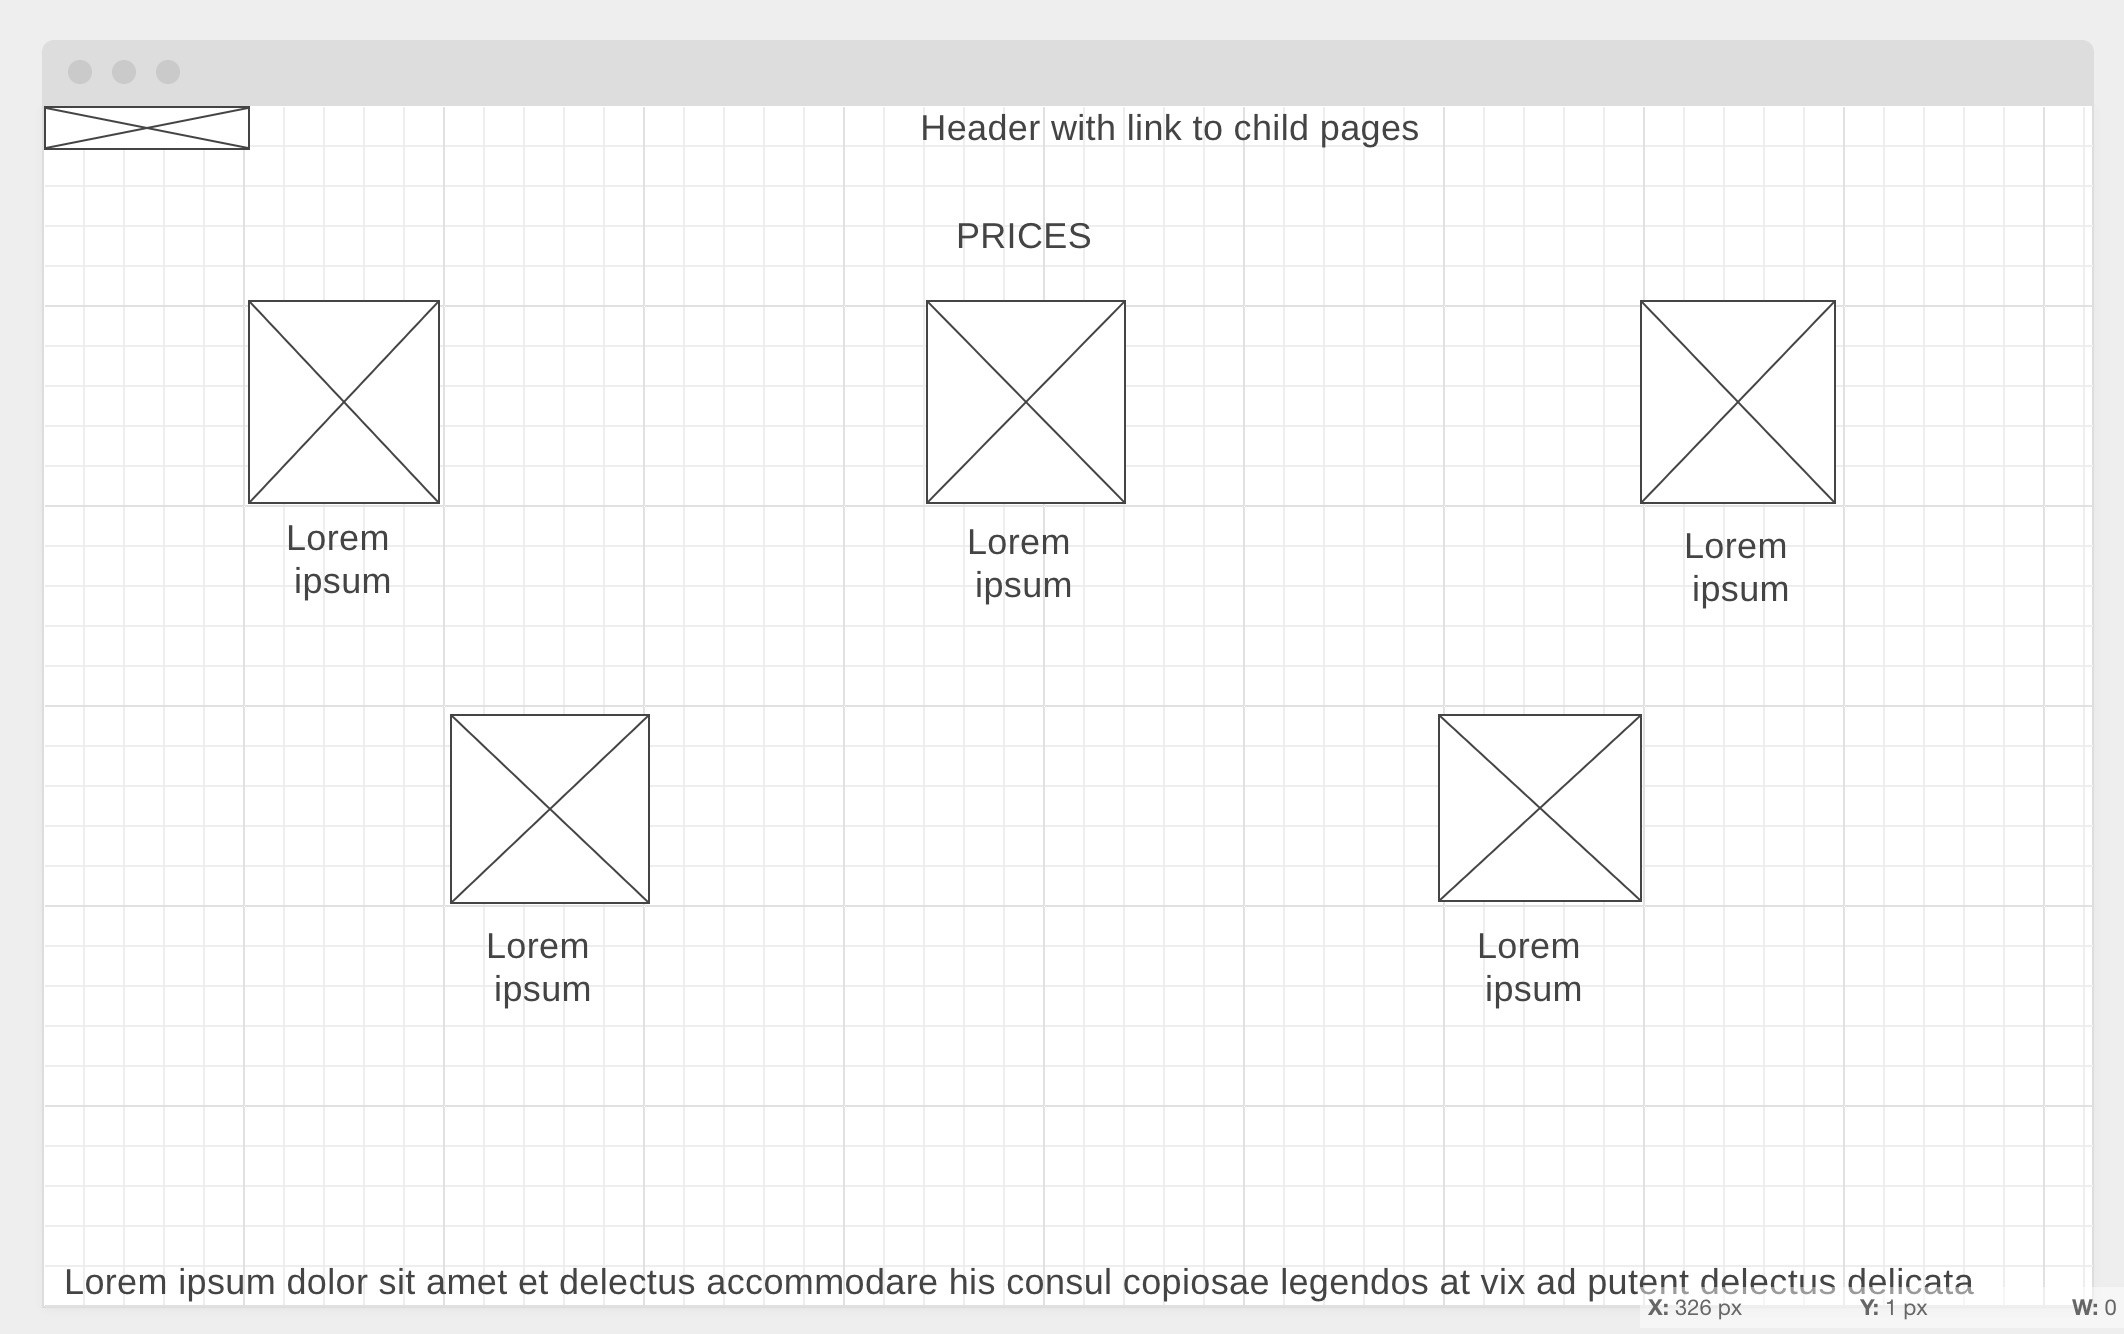 Header with link to child pages
PRICES
Lorem
ipsum
Lorem
ipsum
Lorem
ipsum
Lorem
ipsum
Lorem
ipsum
Lorem ipsum dolor sit amet et delectus accommodare his consul copiosae legendos at vix ad putent delectus delicata
X: 326 px Y: 1 px W: 0